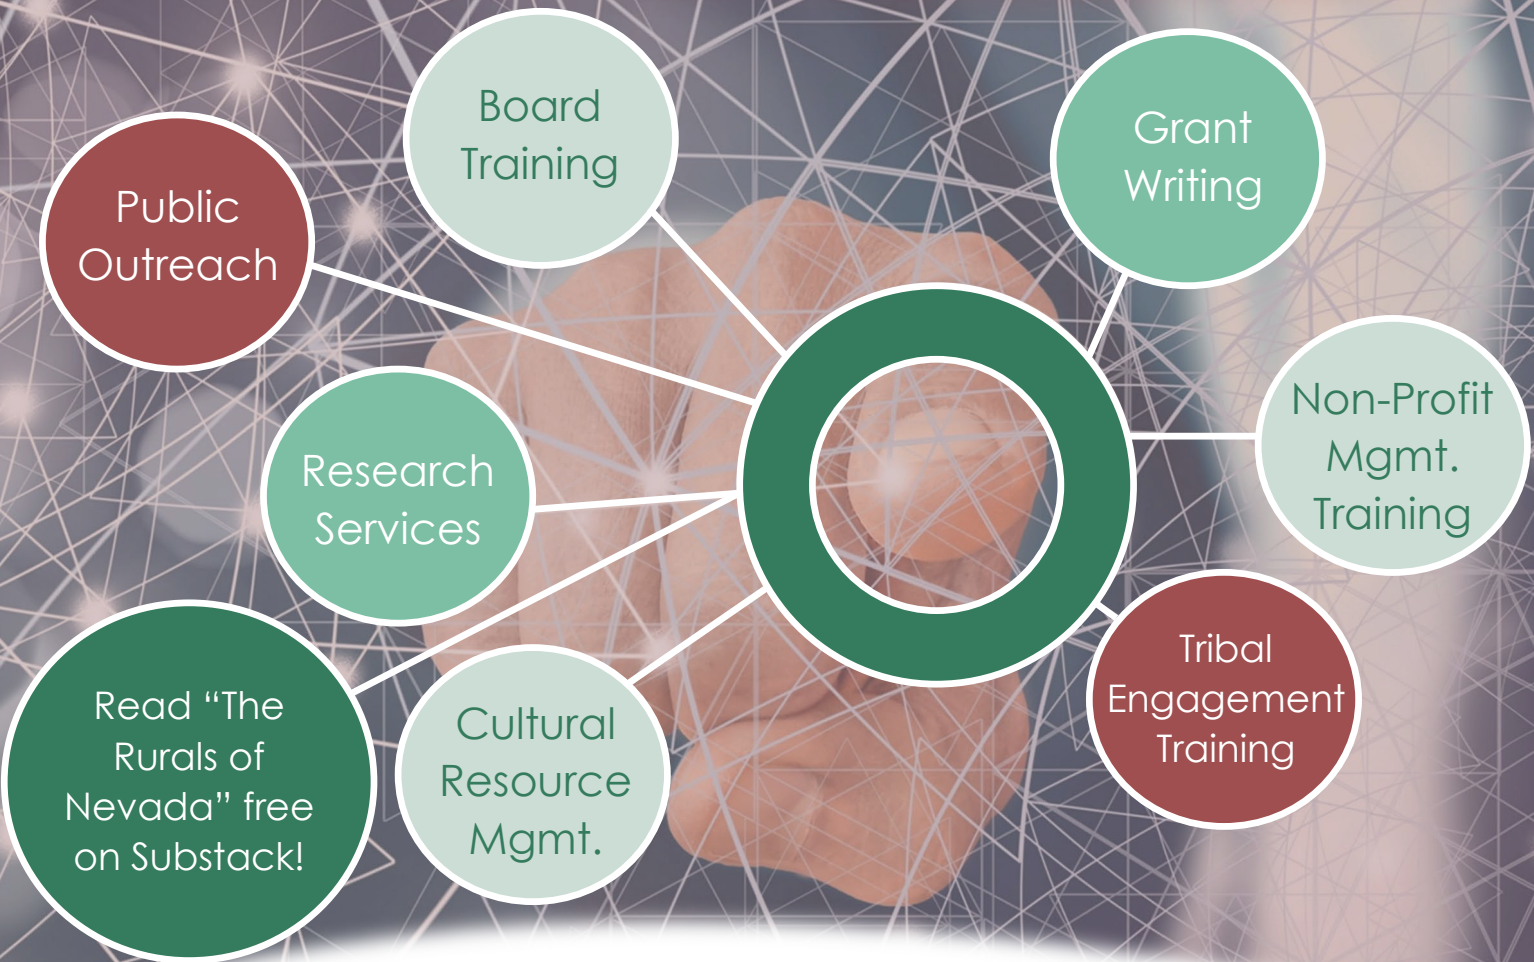 Board
Training
Grant
Writing
Public
Outreach
Non-Profit
Mgmt.
Training
Research
Services
Tribal
Engagement
Training
Read “The
Rurals of
Nevada” free
on Substack!
Cultural
Resource
Mgmt.